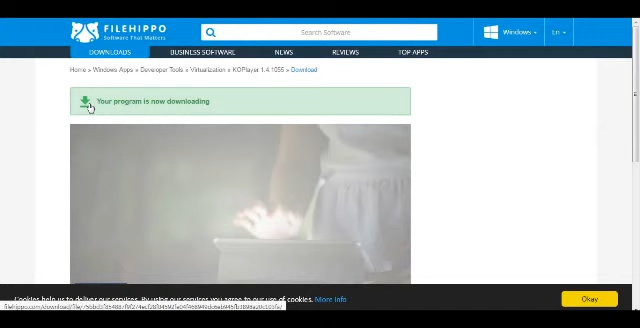 FILEHIPPO
Software That Matters
Search Software
Windows
En
DOWNLOADS
BUSINESS SOFTWARE
NEWS
REVIEWS
TOP APPS
Home » Windows Apps » Developer Tools » Virtualization » KOPlayer 1.4.1055 » Download
Your program is now downloading
Cookies help us to deliver our services. By using our services you agree to our use of cookies. More Info
Okay